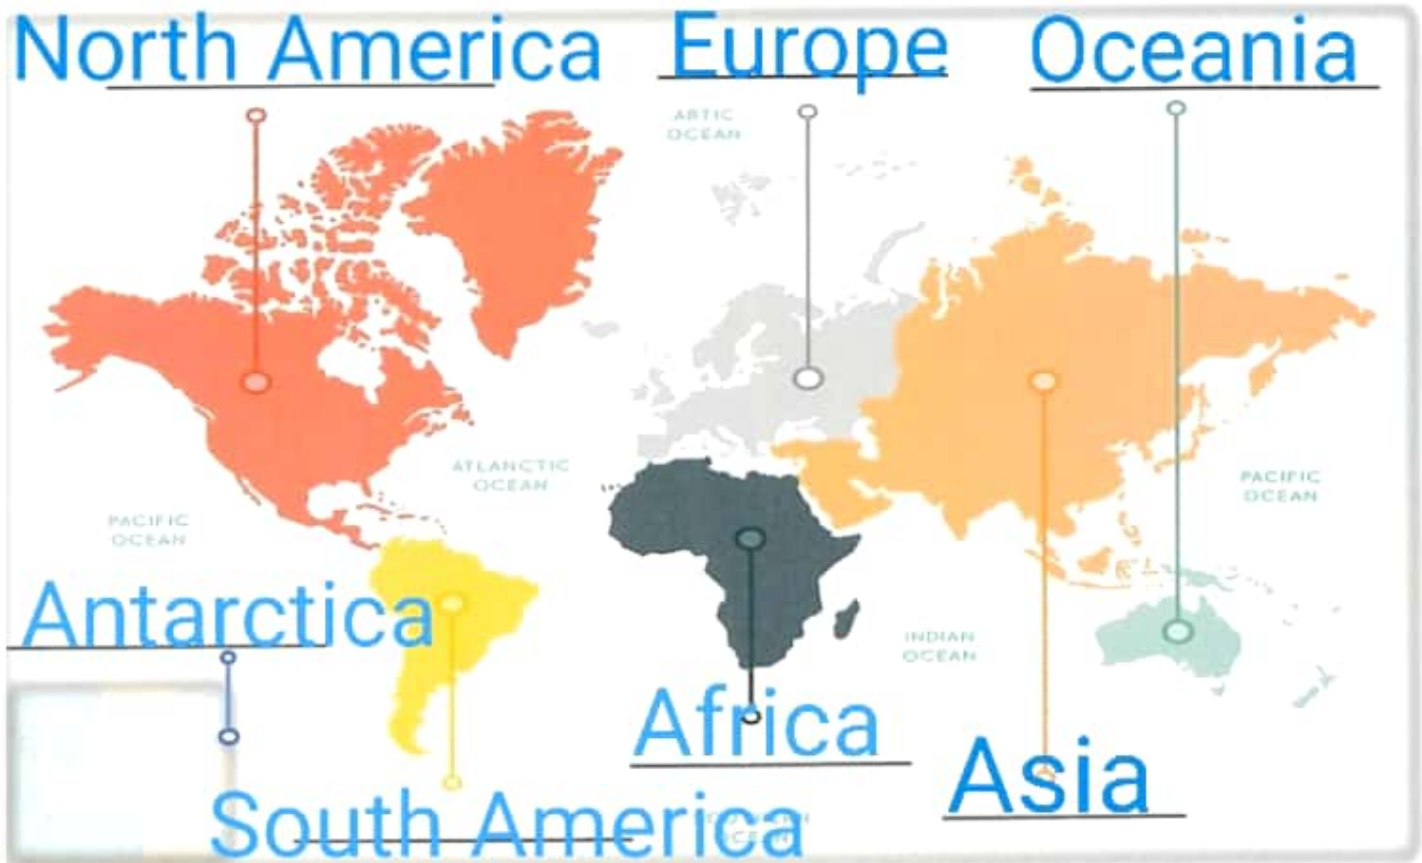 North America
Europe
Oceania
ARTIC
OCEAN
ATLANCTIC
OCEAN
PACIFIC
OCEAN
PACIFIC
OCEAN
Antarctica
INDIAN
OCEAN
Africa
Asia
South America
OCEAN